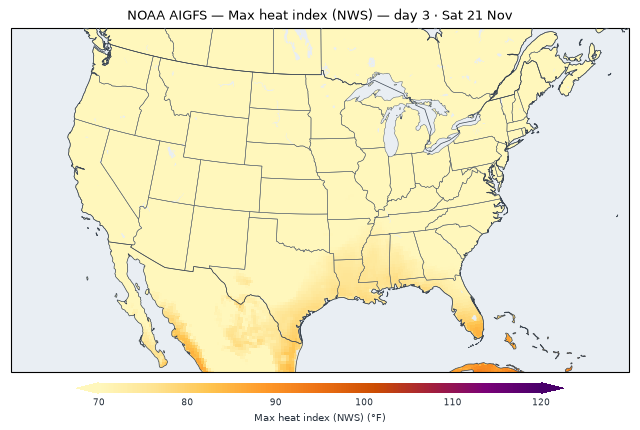 NOAA AIGFS — Max heat index (NWS) — day 3 · Sat 21 Nov
70 80 90 100 110 120
Max heat index (NWS) (°F)